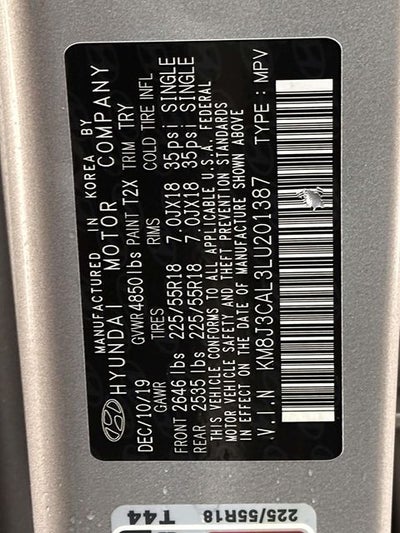 MANUFACTURED IN KOREA BY
HYUNDAI MOTOR COMPANY
DEC/10/19 GVWR 4850 lbs PAINT T2X TRIM TRY
GAWR TIRES RIMS COLD TIRE INFL
FRONT 2646 lbs 225/55R18 7.0JX18 35psi SINGLE
REAR 2535 lbs 225/55R18 7.0JX18 35psi SINGLE
THIS VEHICLE CONFORMS TO ALL APPLICABLE U.S.A. FEDERAL
MOTOR VEHICLE SAFETY AND THEFT PREVENTION STANDARDS
IN EFFECT ON THE DATE OF MANUFACTURE SHOWN ABOVE
V.I.N : KM8J3CAL3LU201387 TYPE : MPV
225/55R18
T44